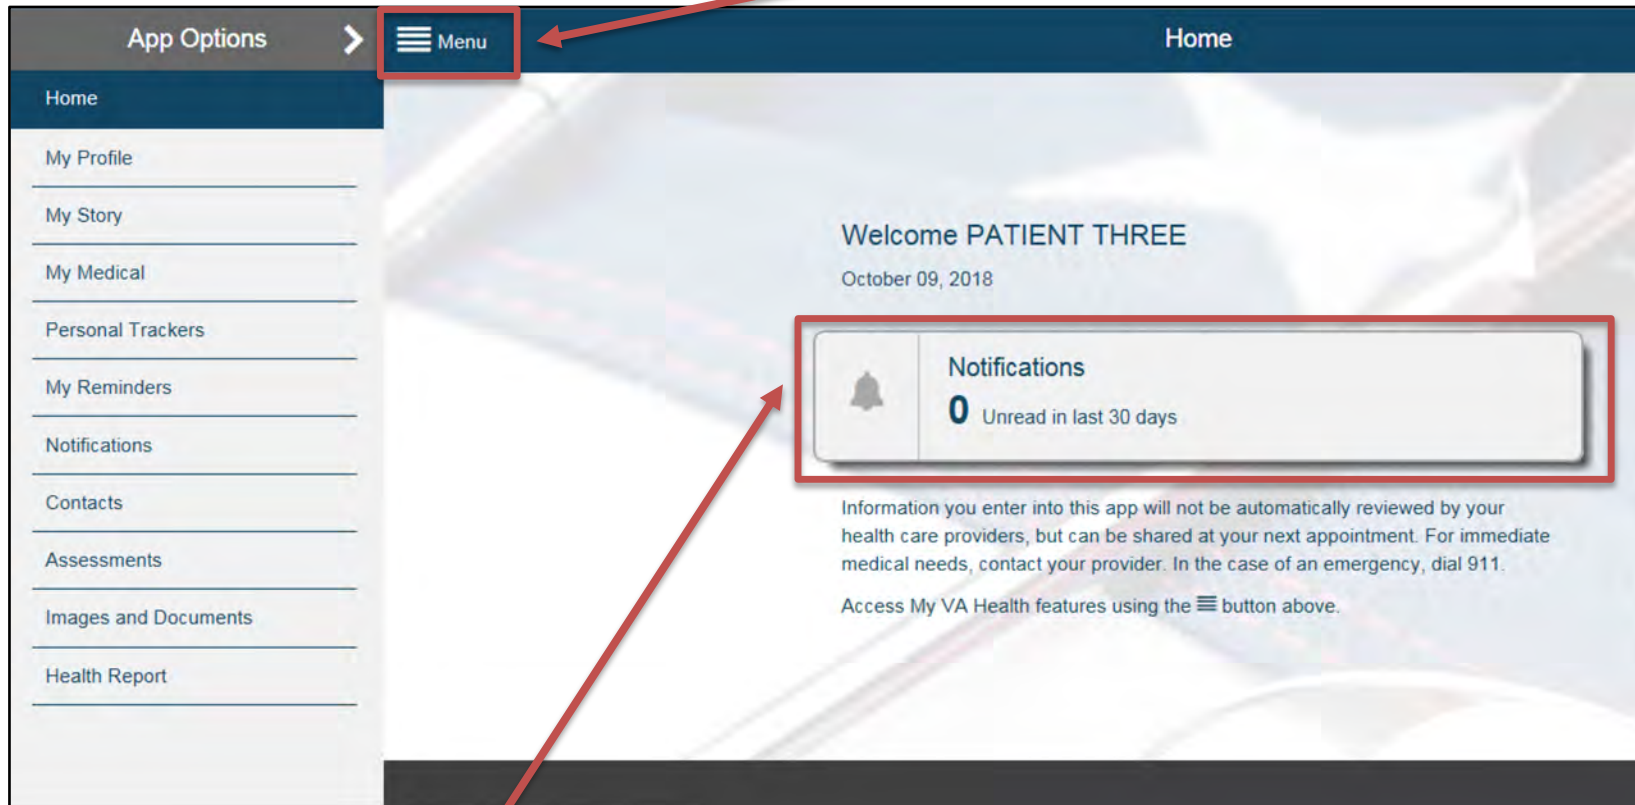 App Options
Menu
Home
Home
My Profile
My Story
My Medical
Personal Trackers
My Reminders
Notifications
Contacts
Assessments
Images and Documents
Health Report
Welcome PATIENT THREE
October 09, 2018
Notifications
0 Unread in last 30 days
Information you enter into this app will not be automatically reviewed by your
health care providers, but can be shared at your next appointment. For immediate
medical needs, contact your provider. In the case of an emergency, dial 911.
Access My VA Health features using the button above.